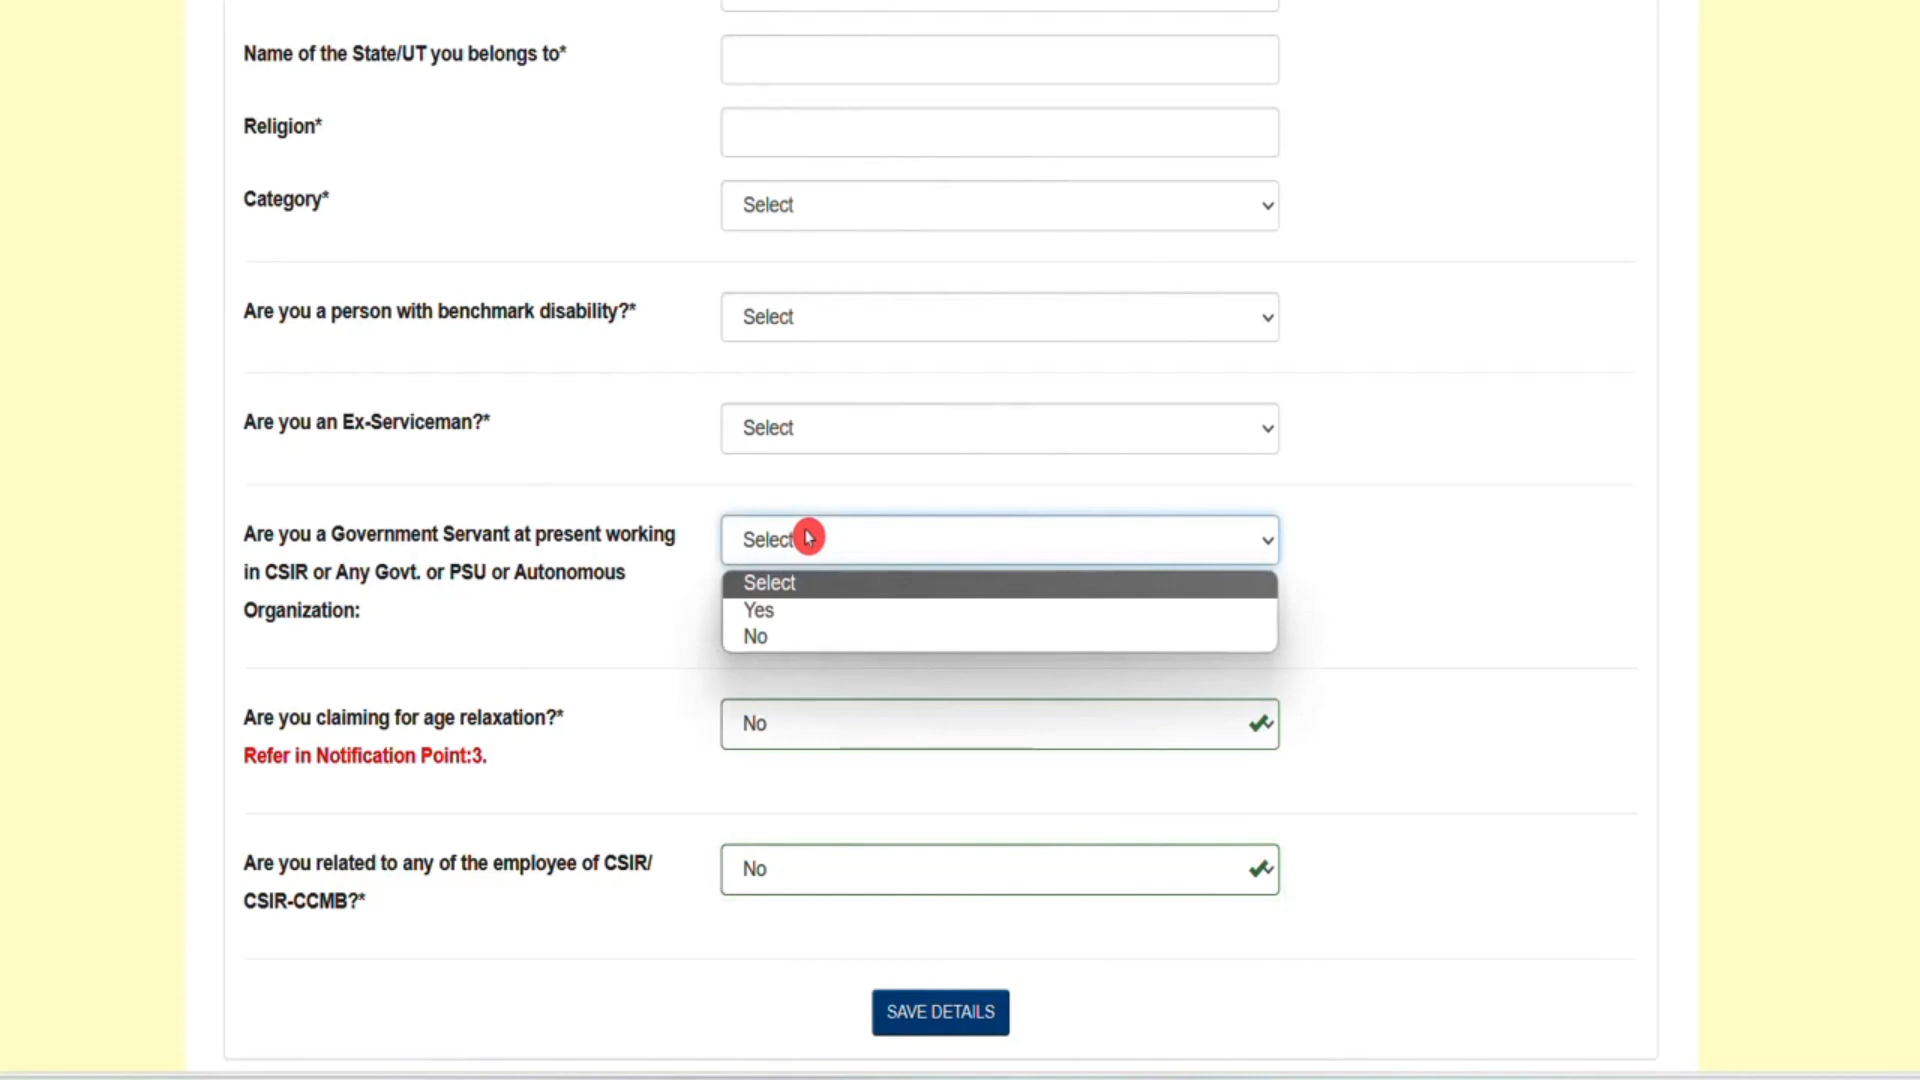 Name of the State/UT you belongs to*
Religion*
Category*
Select
Are you a person with benchmark disability?*
Select
Are you an Ex-Serviceman?*
Select
Are you a Government Servant at present working
in CSIR or Any Govt. or PSU or Autonomous
Organization:
Select
Select
Yes
No
Are you claiming for age relaxation?*
Refer in Notification Point:3.
No
Are you related to any of the employee of CSIR/
CSIR-CCMB?*
No
SAVE DETAILS